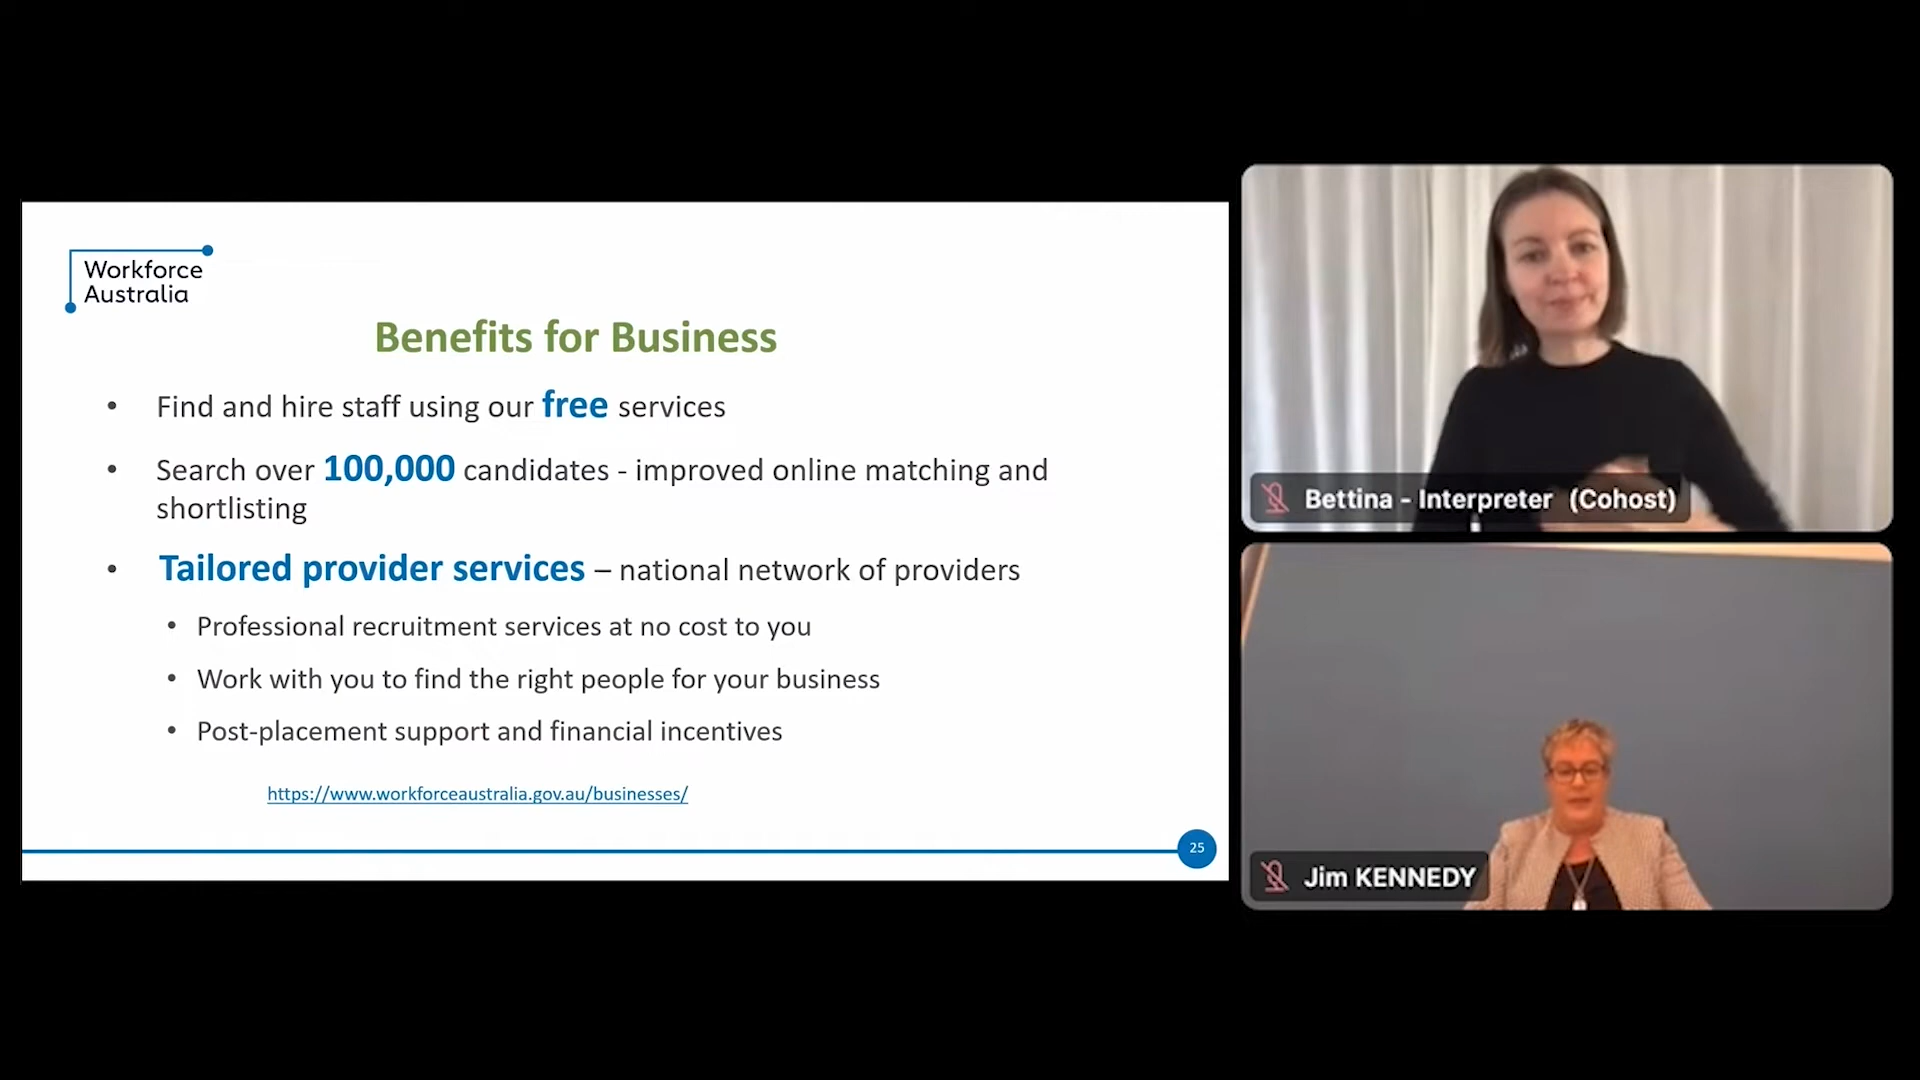 Workforce
Australia
Benefits for Business
• Find and hire staff using our free services
• Search over 100,000 candidates - improved online matching and
shortlisting
• Tailored provider services – national network of providers
• Professional recruitment services at no cost to you
• Work with you to find the right people for your business
• Post-placement support and financial incentives
https://www.workforceaustralia.gov.au/businesses/
25
Bettina - Interpreter (Cohost)
Jim KENNEDY